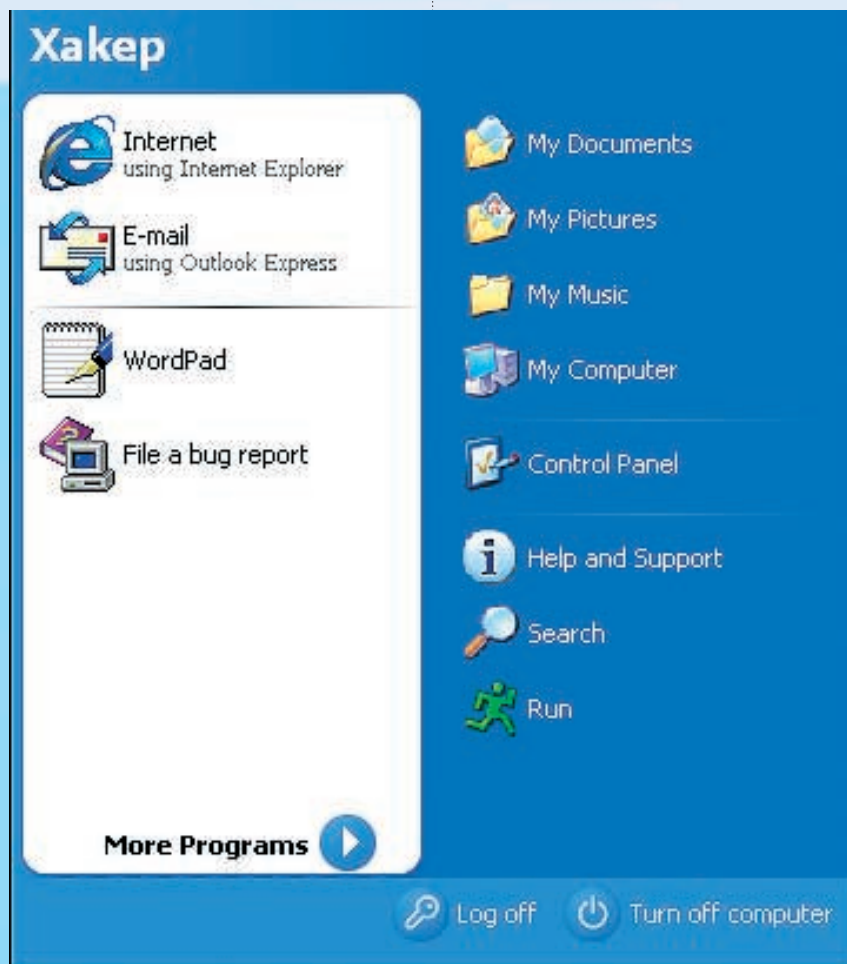 Xakep
Internet
using Internet Explorer
E-mail
using Outlook Express
WordPad
File a bug report
More Programs
My Documents
My Pictures
My Music
My Computer
Control Panel
Help and Support
Search
Run
Log off
Turn off computer